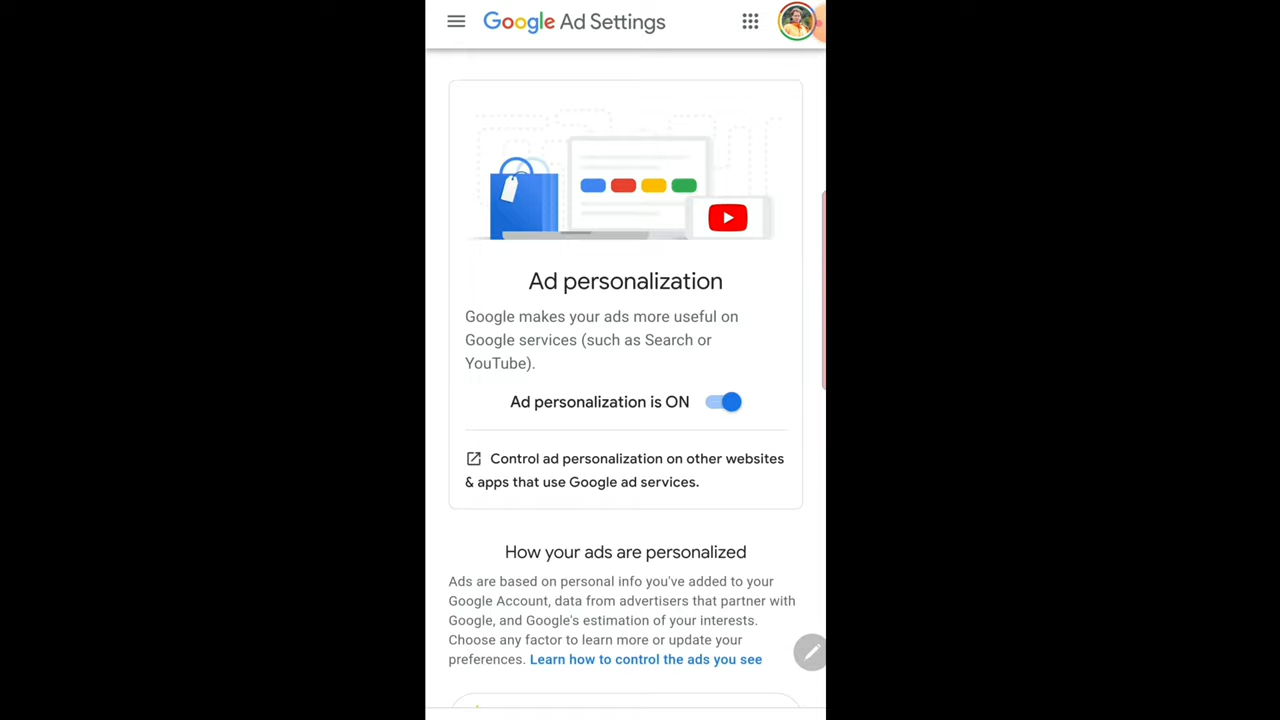 Google Ad Settings
Ad personalization
Google makes your ads more useful on
Google services (such as Search or
YouTube).
Ad personalization is ON
Control ad personalization on other websites
& apps that use Google ad services.
How your ads are personalized
Ads are based on personal info you've added to your
Google Account, data from advertisers that partner with
Google, and Google's estimation of your interests.
Choose any factor to learn more or update your
preferences. Learn how to control the ads you see